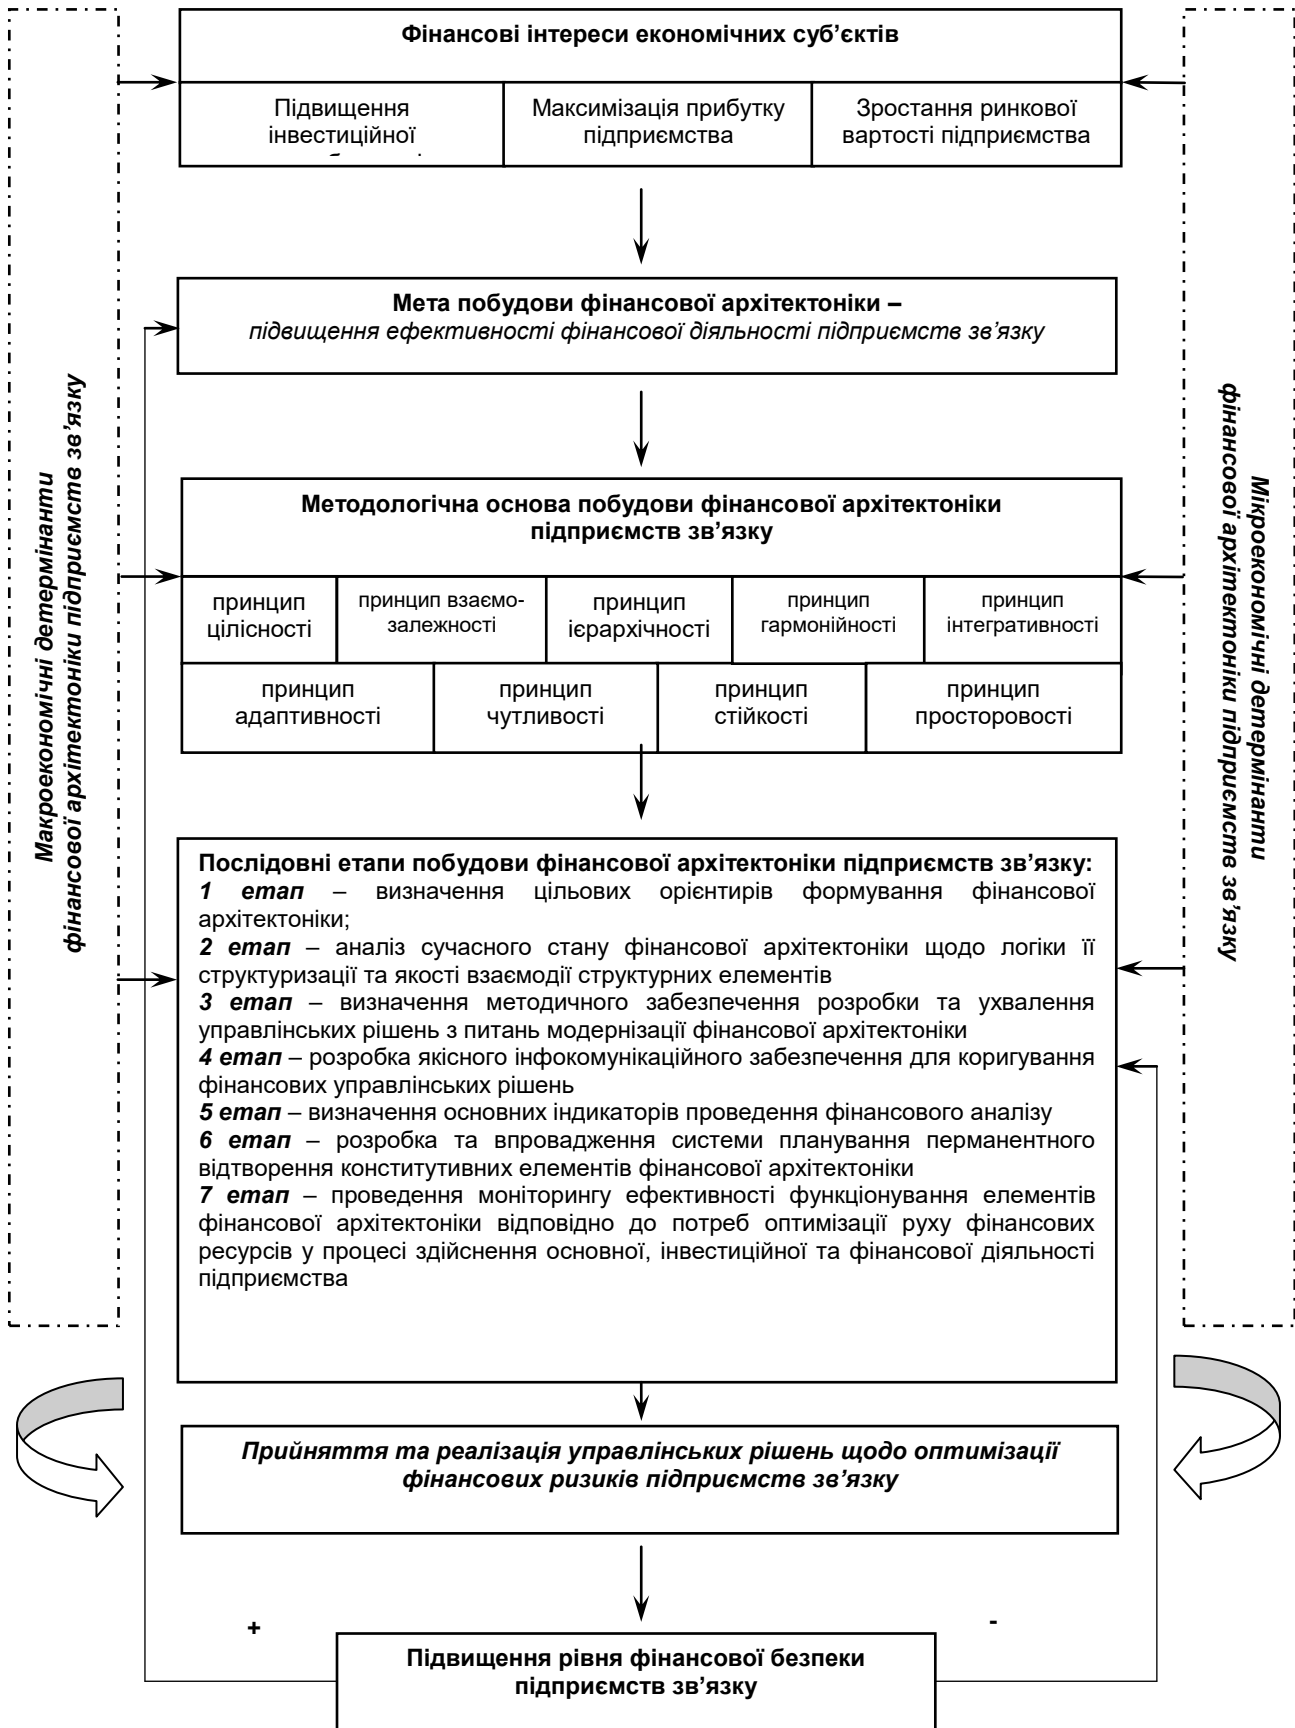 Фінансові інтереси економічних суб’єктів
Підвищення
інвестиційної
Максимізація прибутку
підприємства
Зростання ринкової
вартості підприємства
Мета побудови фінансової архітектоніки –
підвищення ефективності фінансової діяльності підприємств зв’язку
Макроекономічні детермінанти
фінансової архітектоніки підприємств зв’язку
Мікроекономічні детермінанти
фінансової архітектоніки підприємств зв’язку
Методологічна основа побудови фінансової архітектоніки
підприємств зв’язку
принцип
цілісності
принцип взаємо-
залежності
принцип
ієрархічності
принцип
гармонійності
принцип
інтегративності
принцип
адаптивності
принцип
чутливості
принцип
стійкості
принцип
просторовості
Послідовні етапи побудови фінансової архітектоніки підприємств зв’язку:
1 етап – визначення цільових орієнтирів формування фінансової
архітектоніки;
2 етап – аналіз сучасного стану фінансової архітектоніки щодо логіки її
структуризації та якості взаємодії структурних елементів
3 етап – визначення методичного забезпечення розробки та ухвалення
управлінських рішень з питань модернізації фінансової архітектоніки
4 етап – розробка якісного інфокомунікаційного забезпечення для коригування
фінансових управлінських рішень
5 етап – визначення основних індикаторів проведення фінансового аналізу
6 етап – розробка та впровадження системи планування перманентного
відтворення конститутивних елементів фінансової архітектоніки
7 етап – проведення моніторингу ефективності функціонування елементів
фінансової архітектоніки відповідно до потреб оптимізації руху фінансових
ресурсів у процесі здійснення основної, інвестиційної та фінансової діяльності
підприємства
Прийняття та реалізація управлінських рішень щодо оптимізації
фінансових ризиків підприємств зв’язку
+
-
Підвищення рівня фінансової безпеки
підприємств зв’язку